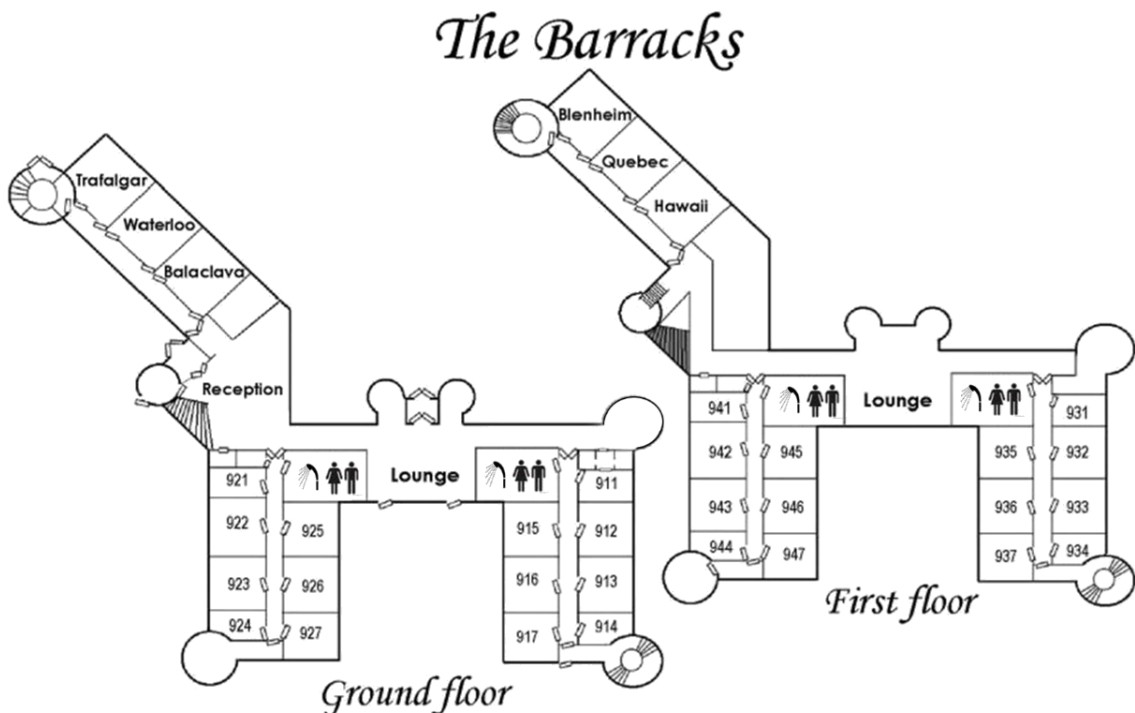 The Barracks
Blenheim
Quebec
Hawaii
Trafalgar
Waterloo
Balaclava
Reception
Lounge
921
922
923
924
925
926
927
911
912
913
914
915
916
917
Ground floor
Lounge
941
942
943
944
945
946
947
931
932
933
934
935
936
937
First floor